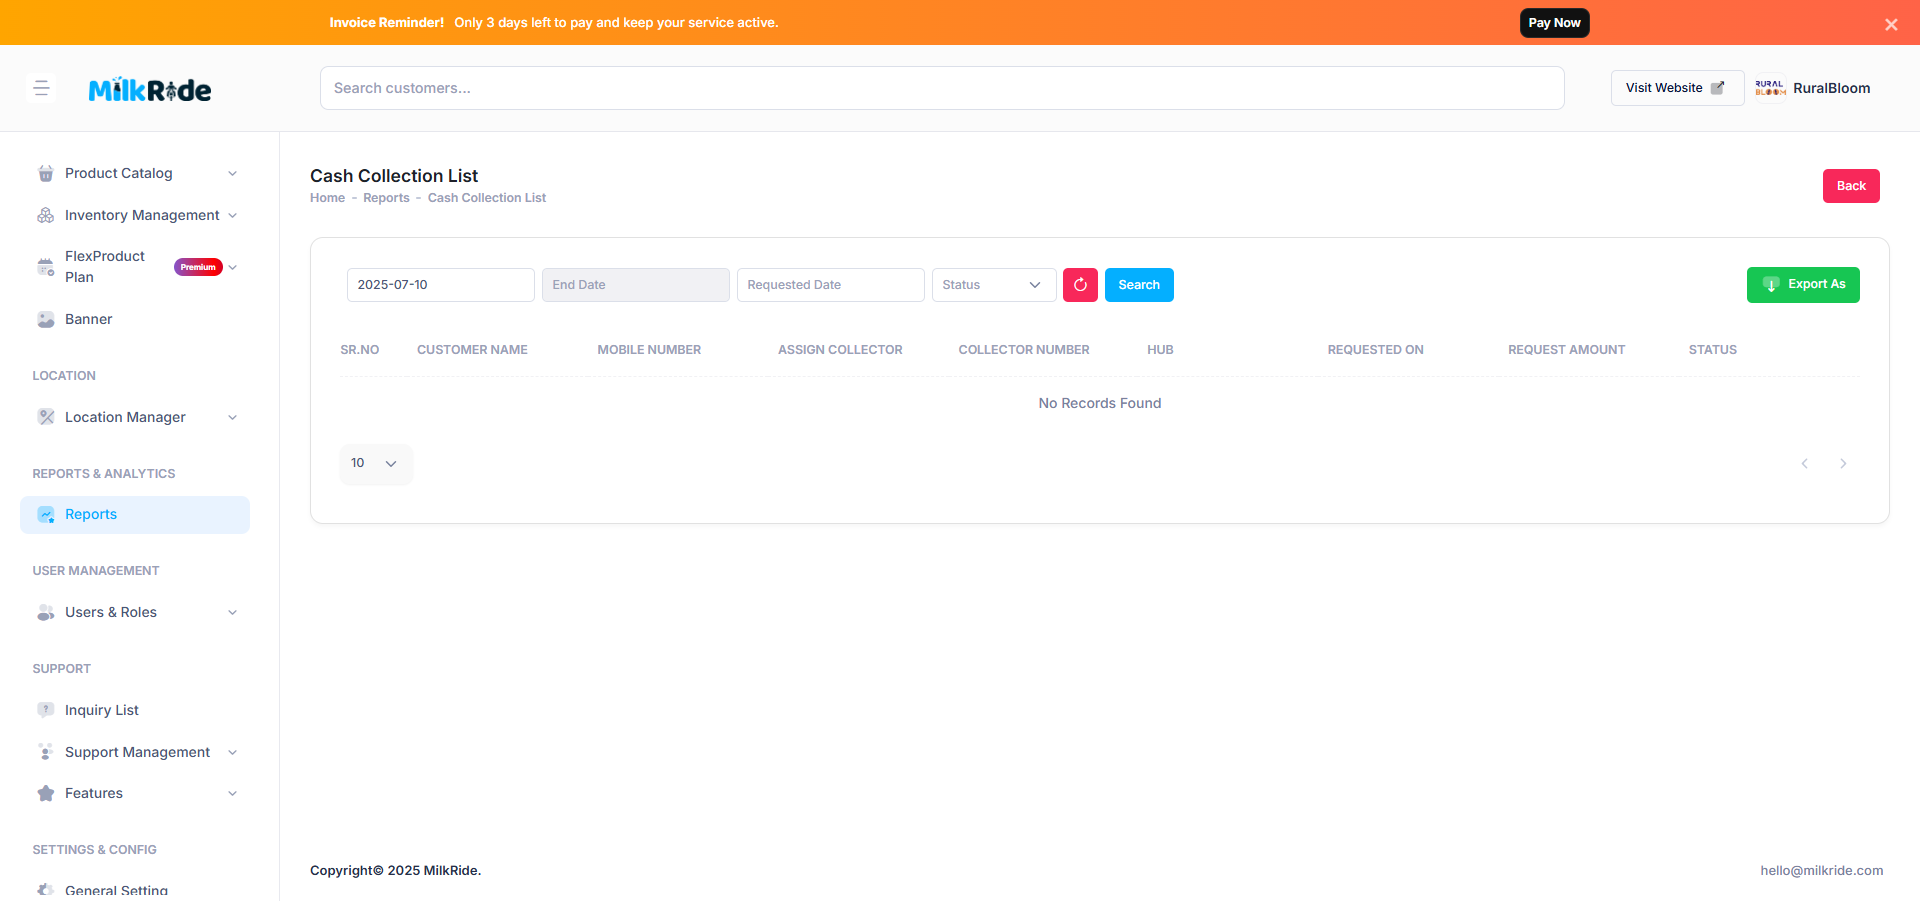 Invoice Reminder! Only 3 days left to pay and keep your service active.
Pay Now
MilkRide
Search customers...
Visit Website
RURAL
BLOOM
RuralBloom
Product Catalog
Inventory Management
FlexProduct
Plan
Premium
Banner
LOCATION
Location Manager
REPORTS & ANALYTICS
Reports
USER MANAGEMENT
Users & Roles
SUPPORT
Inquiry List
Support Management
Features
SETTINGS & CONFIG
General Setting
Cash Collection List
Home - Reports - Cash Collection List
Back
2025-07-10
End Date
Requested Date
Status
Search
Export As
SR.NO CUSTOMER NAME MOBILE NUMBER ASSIGN COLLECTOR COLLECTOR NUMBER HUB REQUESTED ON REQUEST AMOUNT STATUS
No Records Found
10
Copyright© 2025 MilkRide.
hello@milkride.com